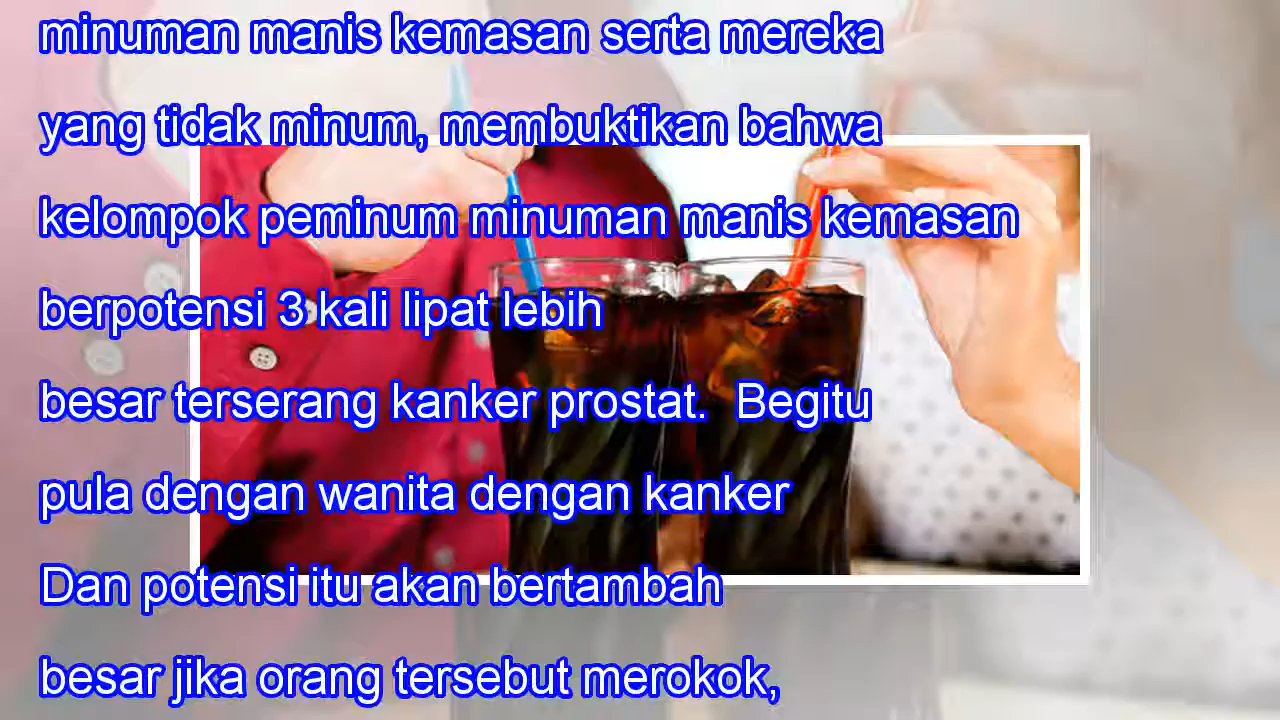 minuman manis kemasan serta mereka
yang tidak minum, membuktikan bahwa
kelompok peminum minuman manis kemasan
berpotensi 3 kali lipat lebih
besar terserang kanker prostat.  Begitu
pula dengan wanita dengan kanker
Dan potensi itu akan bertambah
besar jika orang tersebut merokok,